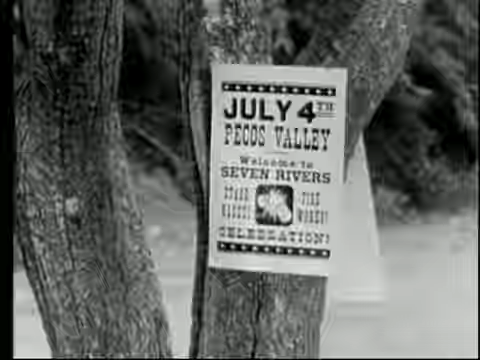 JULY 4TH
PECOS VALLEY
Welcome to
SEVEN RIVERS
FIRE
WORKS!
CELEBRATION!